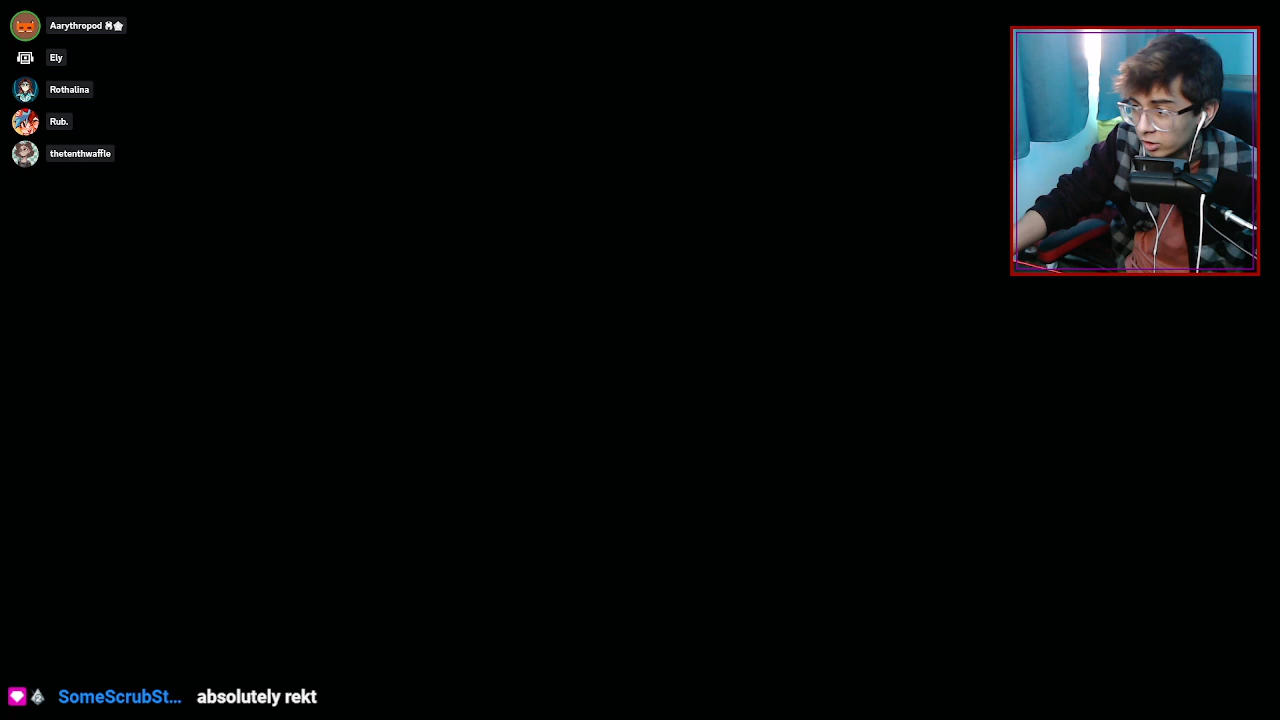 Aarythropod
Ely
Rothalina
Rub.
thetenthwaffle
SomeScrubSt... absolutely rekt